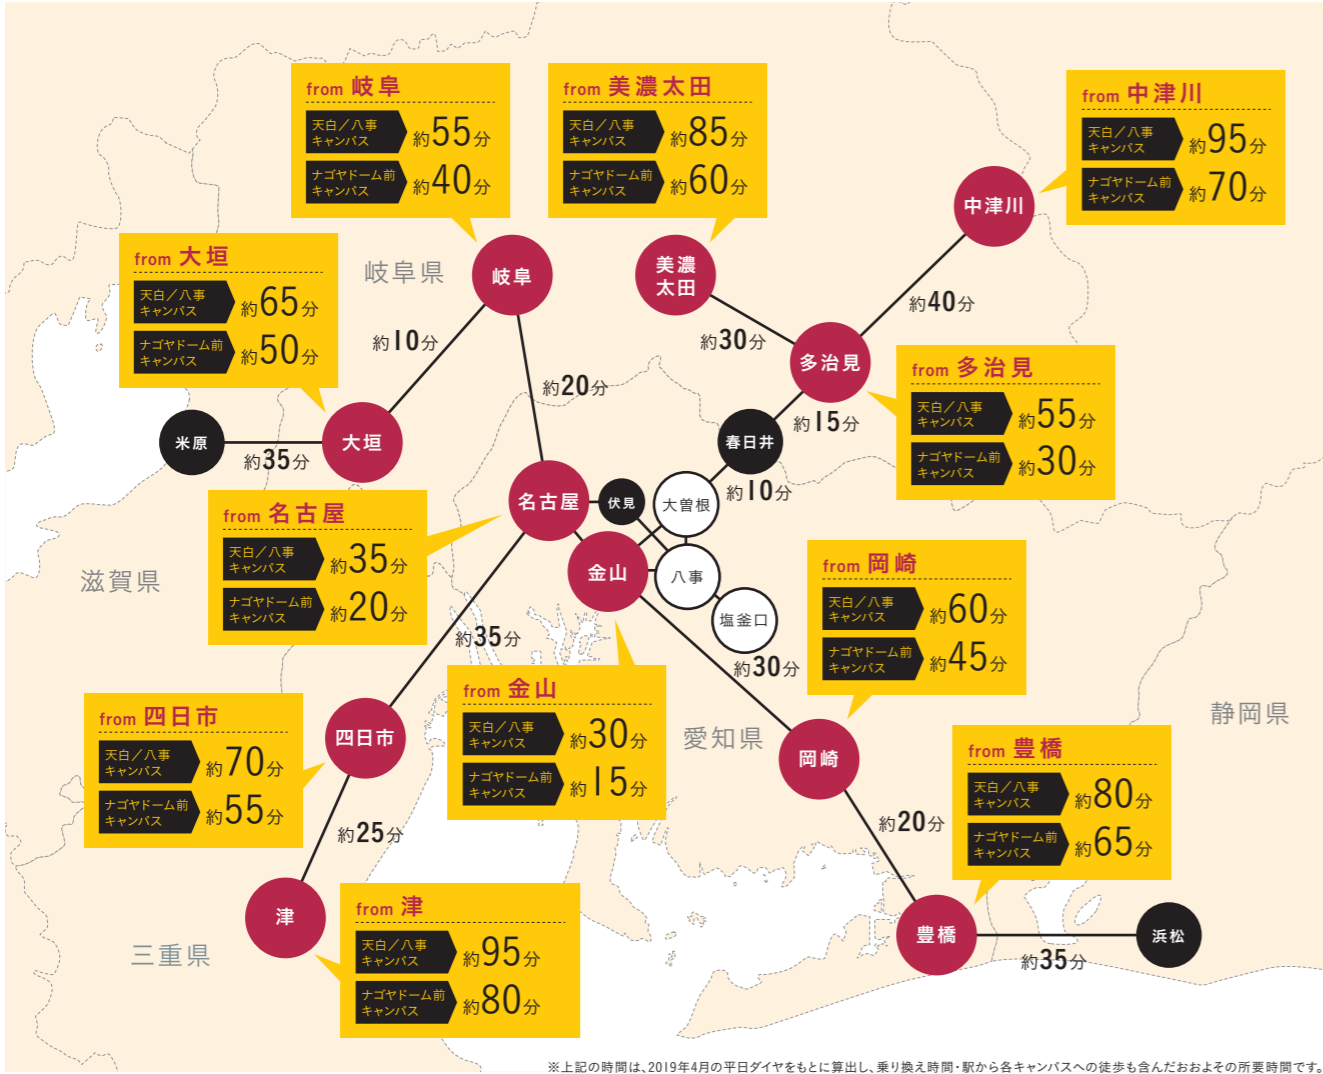 from 岐阜
天白／八事
キャンパス
約55分
ナゴヤドーム前
キャンパス
約40分
from 美濃太田
天白／八事
キャンパス
約85分
ナゴヤドーム前
キャンパス
約60分
from 中津川
天白／八事
キャンパス
約95分
ナゴヤドーム前
キャンパス
約70分
中津川
from 大垣
天白／八事
キャンパス
約65分
ナゴヤドーム前
キャンパス
約50分
岐阜県
岐阜
美濃
太田
約40分
約10分
約30分
多治見
from 多治見
天白／八事
キャンパス
約55分
ナゴヤドーム前
キャンパス
約30分
約20分
約15分
米原
約35分
大垣
春日井
約10分
from 名古屋
天白／八事
キャンパス
約35分
ナゴヤドーム前
キャンパス
約20分
名古屋
伏見
大曽根
金山
八事
塩釜口
滋賀県
from 岡崎
天白／八事
キャンパス
約60分
ナゴヤドーム前
キャンパス
約45分
約35分
約30分
from 金山
天白／八事
キャンパス
約30分
ナゴヤドーム前
キャンパス
約15分
from 四日市
天白／八事
キャンパス
約70分
ナゴヤドーム前
キャンパス
約55分
四日市
愛知県
岡崎
静岡県
from 豊橋
天白／八事
キャンパス
約80分
ナゴヤドーム前
キャンパス
約65分
約25分
約20分
津
from 津
天白／八事
キャンパス
約95分
ナゴヤドーム前
キャンパス
約80分
三重県
豊橋
約35分
浜松
※上記の時間は、2019年4月の平日ダイヤをもとに算出し、乗り換え時間・駅から各キャンパスへの徒歩も含んだおおよその所要時間です。